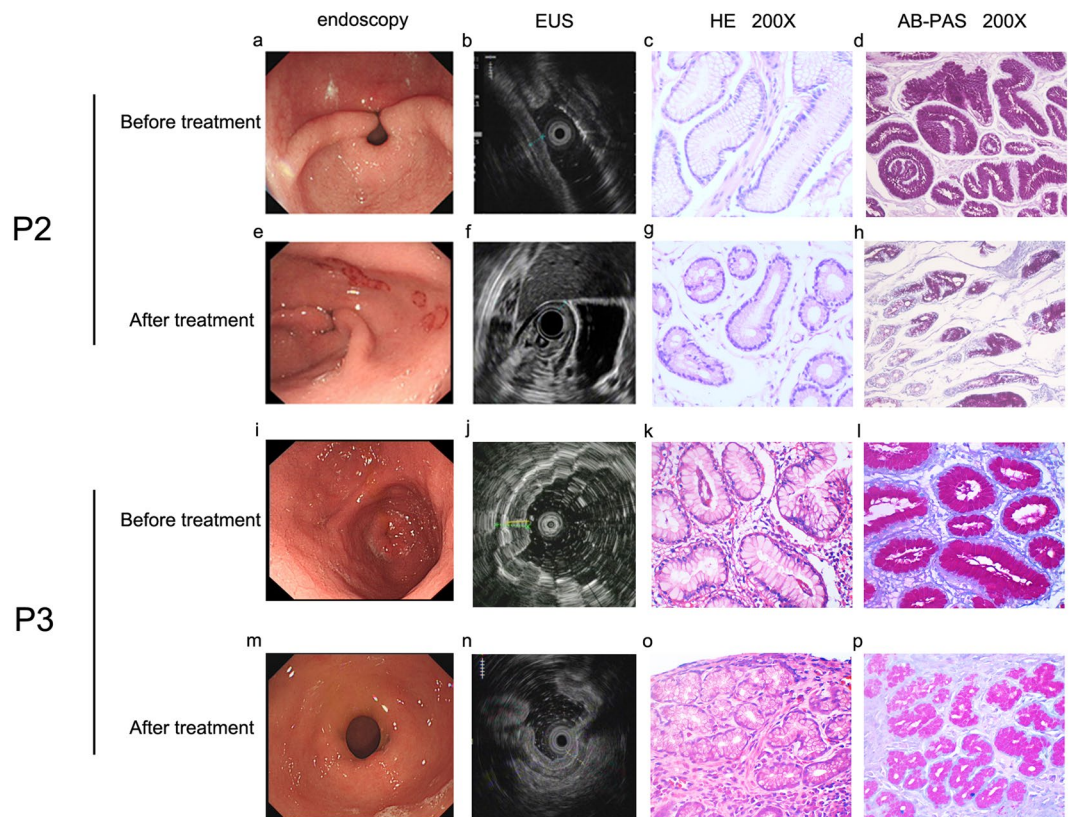 endoscopy EUS HE 200X AB-PAS 200X
a b c d
Before treatment
P2
e f g h
After treatment
i j k l
Before treatment
P3
m n o p
After treatment